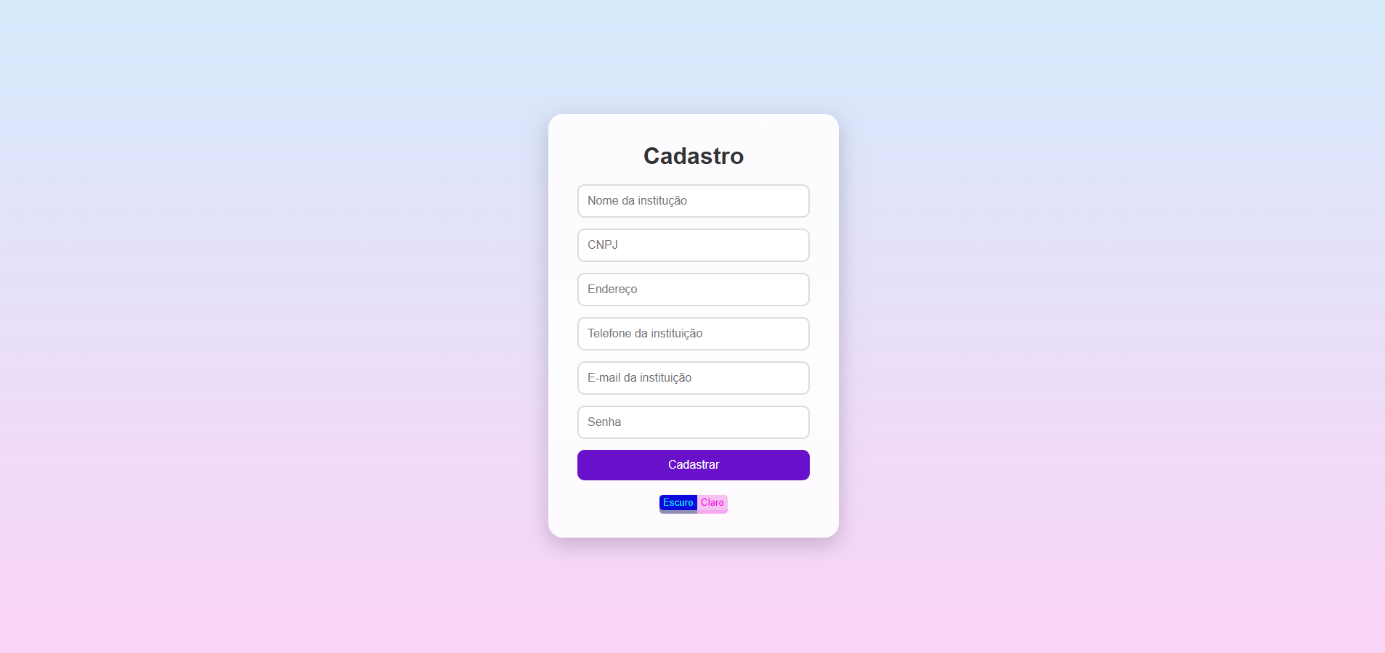 Cadastro
Nome da institução
CNPJ
Endereço
Telefone da instituição
E-mail da instituição
Senha
Cadastrar
Escuro Claro